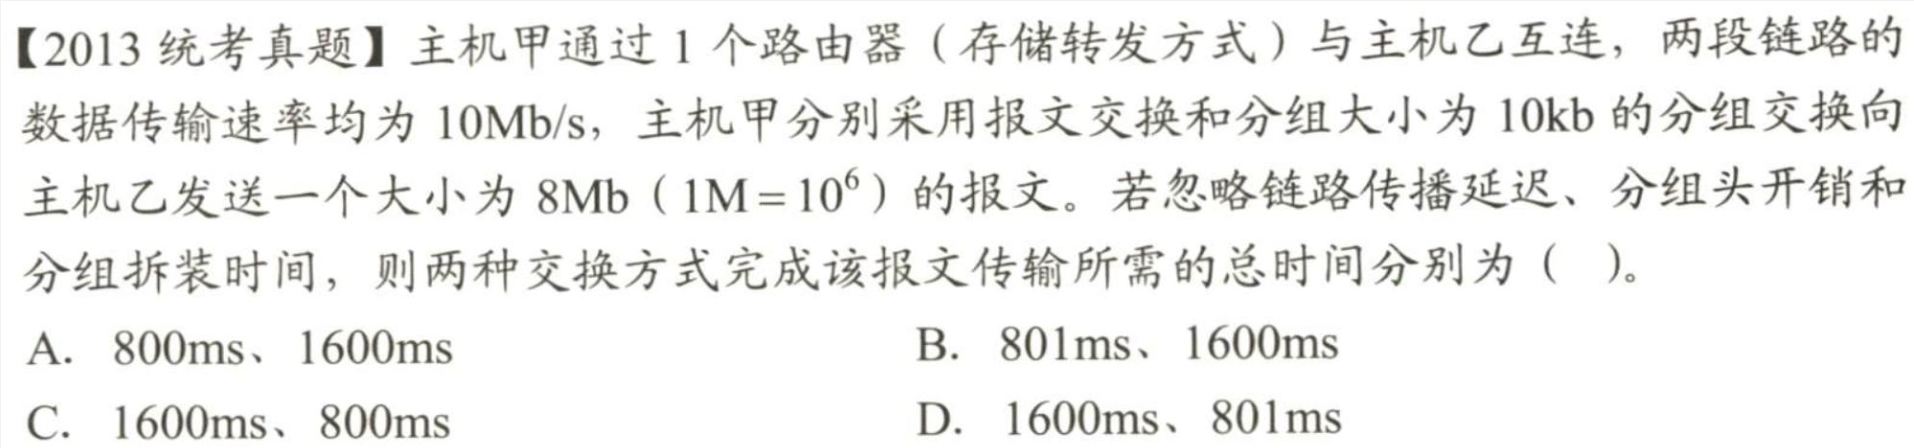 【2013 统考真题】主机甲通过 1 个路由器（存储转发方式）与主机乙互连，两段链路的
数据传输速率均为 10Mb/s，主机甲分别采用报文交换和分组大小为 10kb 的分组交换向
主机乙发送一个大小为 8Mb（1M=10⁶）的报文。若忽略链路传播延迟、分组头开销和
分组拆装时间，则两种交换方式完成该报文传输所需的总时间分别为（ ）。
A. 800ms、1600ms B. 801ms、1600ms
C. 1600ms、800ms D. 1600ms、801ms